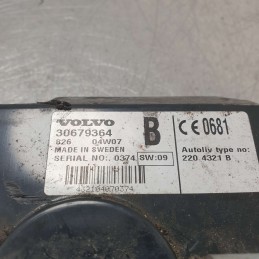 VOLVO
30679364
826 04W07
MADE IN SWEDEN
SERIAL NO:. 0374 SW:09
432104070374
B
CE 0681
Autoliv type no:
220 4321 B